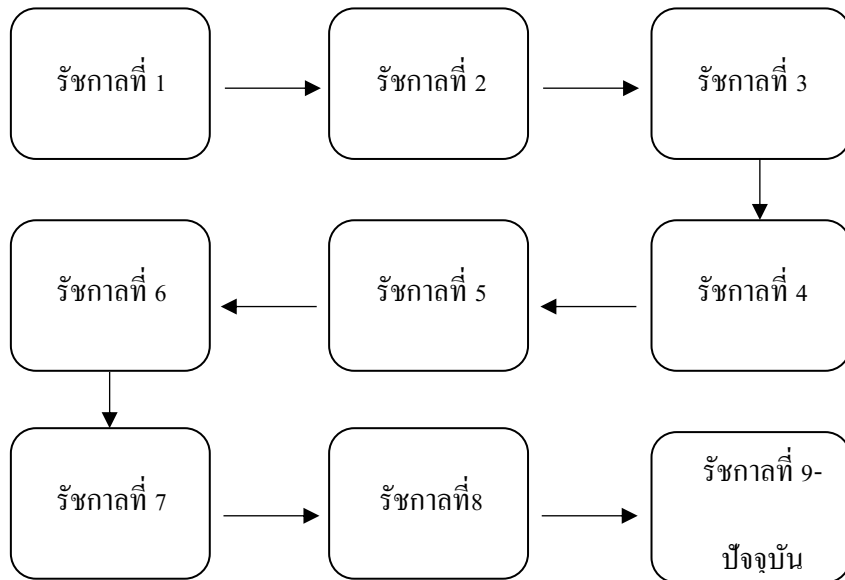 รัชกาลที่ 1
รัชกาลที่ 2
รัชกาลที่ 3
รัชกาลที่ 4
รัชกาลที่ 5
รัชกาลที่ 6
รัชกาลที่ 7
รัชกาลที่8
รัชกาลที่ 9-
ปัจจุบัน